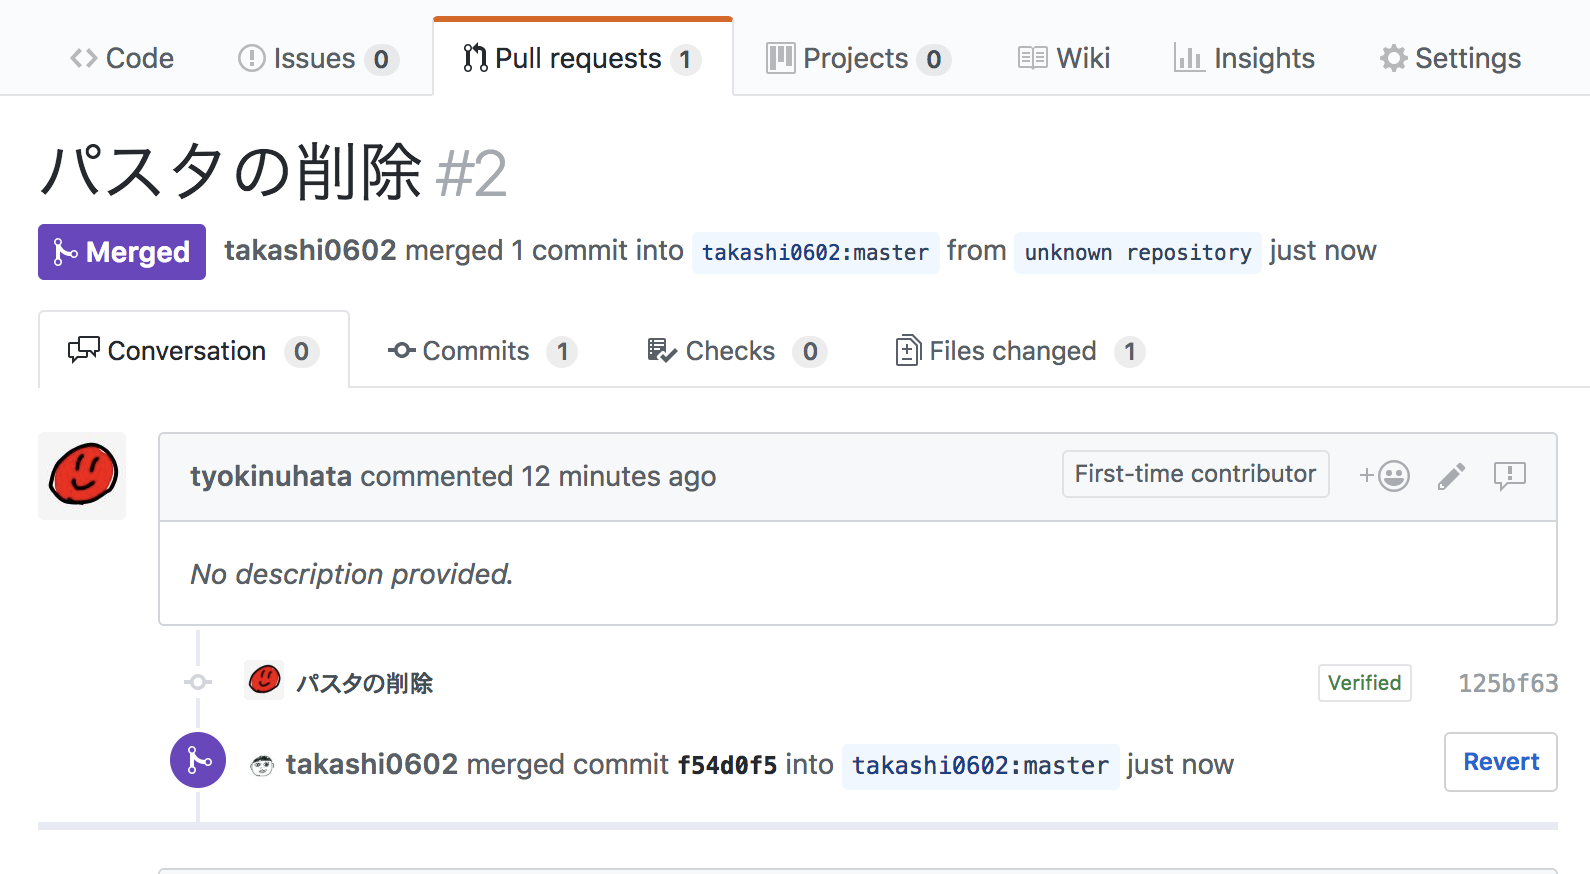 Code Issues 0 Pull requests 1 Projects 0 Wiki Insights Settings
パスタの削除 #2
Merged takashi0602 merged 1 commit into takashi0602:master from unknown repository just now
Conversation 0 Commits 1 Checks 0 Files changed 1
tyokinuhata commented 12 minutes ago First-time contributor
No description provided.
パスタの削除 Verified 125bf63
takashi0602 merged commit f54d0f5 into takashi0602:master just now Revert